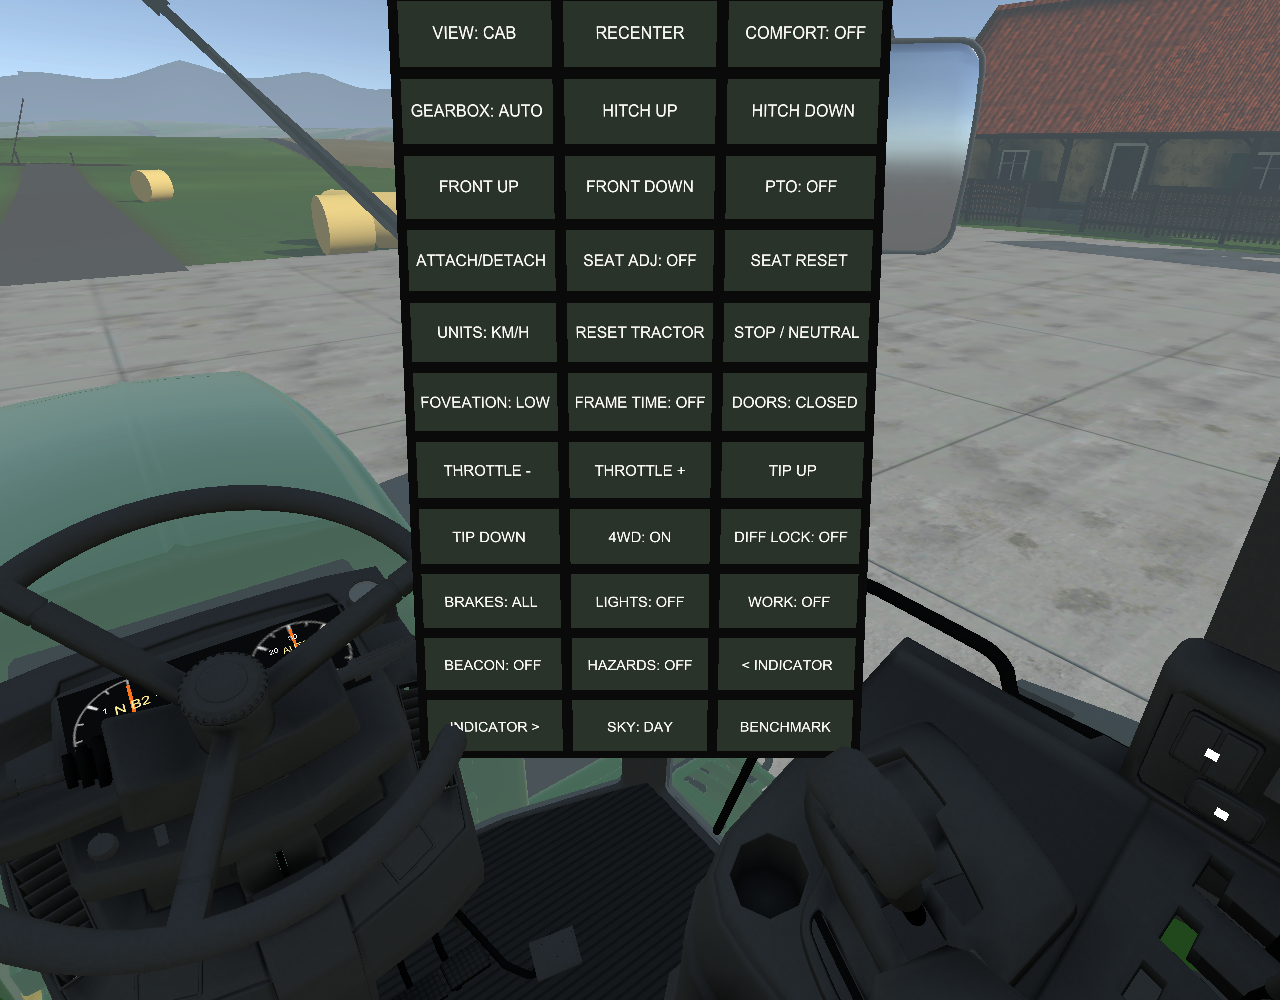 VIEW: CAB
RECENTER
COMFORT: OFF
GEARBOX: AUTO
HITCH UP
HITCH DOWN
FRONT UP
FRONT DOWN
PTO: OFF
ATTACH/DETACH
SEAT ADJ: OFF
SEAT RESET
UNITS: KM/H
RESET TRACTOR
STOP / NEUTRAL
FOVEATION: LOW
FRAME TIME: OFF
DOORS: CLOSED
THROTTLE -
THROTTLE +
TIP UP
TIP DOWN
4WD: ON
DIFF LOCK: OFF
BRAKES: ALL
LIGHTS: OFF
WORK: OFF
BEACON: OFF
HAZARDS: OFF
< INDICATOR
INDICATOR >
SKY: DAY
BENCHMARK
20
1
N 82